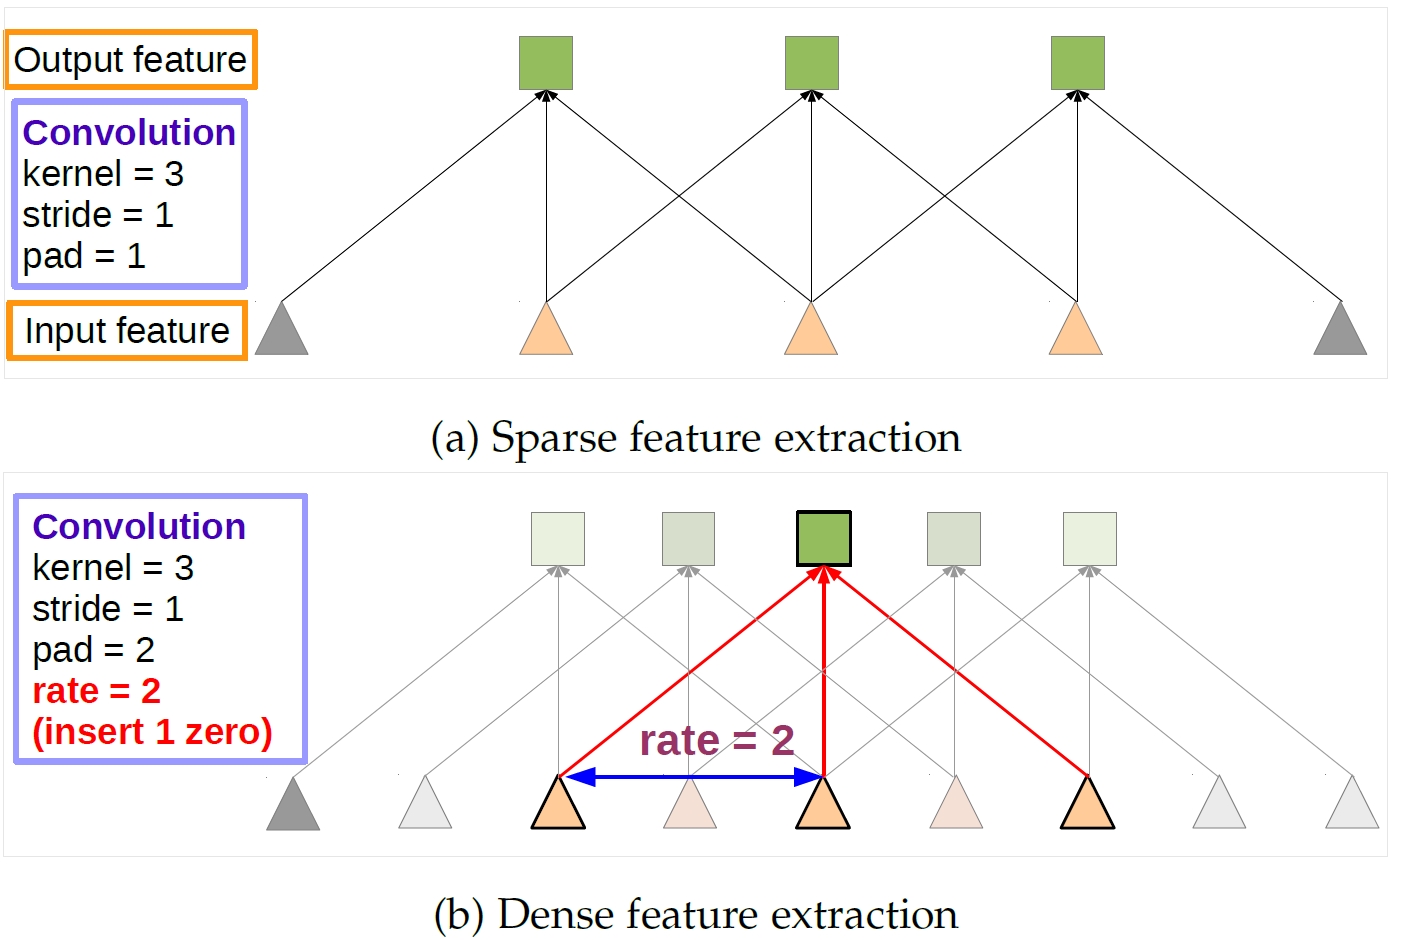 Output feature
Convolution
kernel = 3
stride = 1
pad = 1
Input feature
(a) Sparse feature extraction
Convolution
kernel = 3
stride = 1
pad = 2
rate = 2
(insert 1 zero)
rate = 2
(b) Dense feature extraction